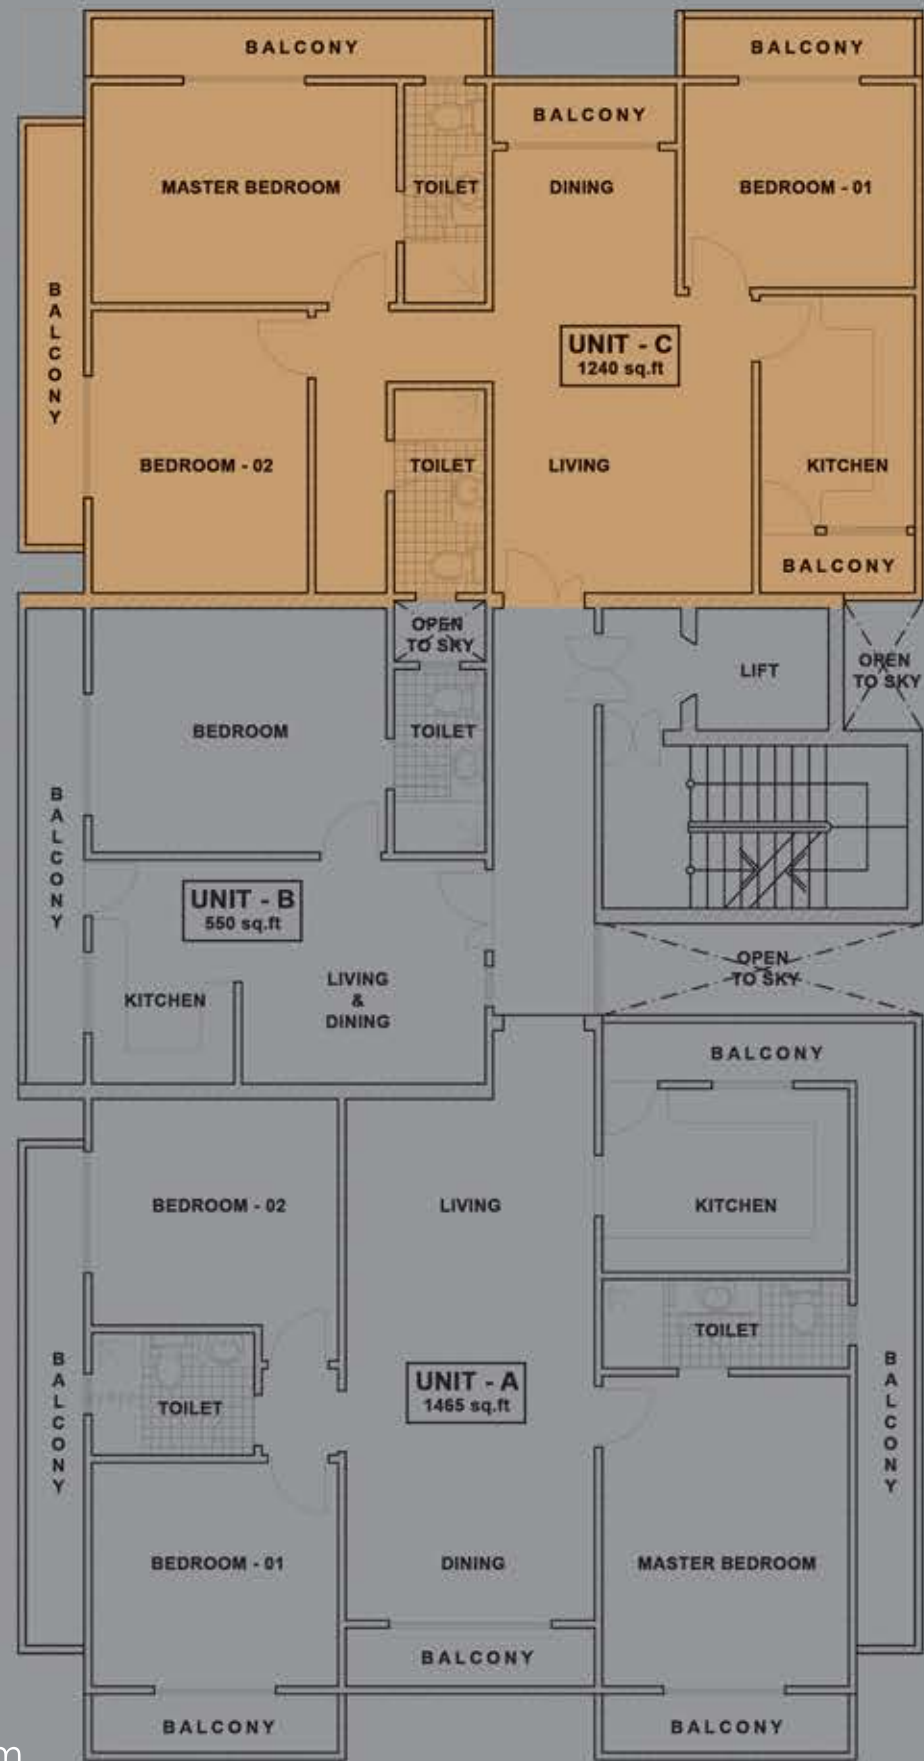 BALCONY
BALCONY
BALCONY
MASTER BEDROOM
TOILET
DINING
BEDROOM - 01
BALCONY
UNIT - C
1240 sq.ft
BEDROOM - 02
TOILET
LIVING
KITCHEN
BALCONY
OPEN
TO SKY
LIFT
OPEN
TO SKY
BEDROOM
TOILET
BALCONY
UNIT - B
550 sq.ft
KITCHEN
LIVING
&
DINING
OPEN
TO SKY
BALCONY
BEDROOM - 02
LIVING
KITCHEN
TOILET
BALCONY
UNIT - A
1465 sq.ft
TOILET
BALCONY
BEDROOM - 01
DINING
MASTER BEDROOM
BALCONY
BALCONY
BALCONY
m